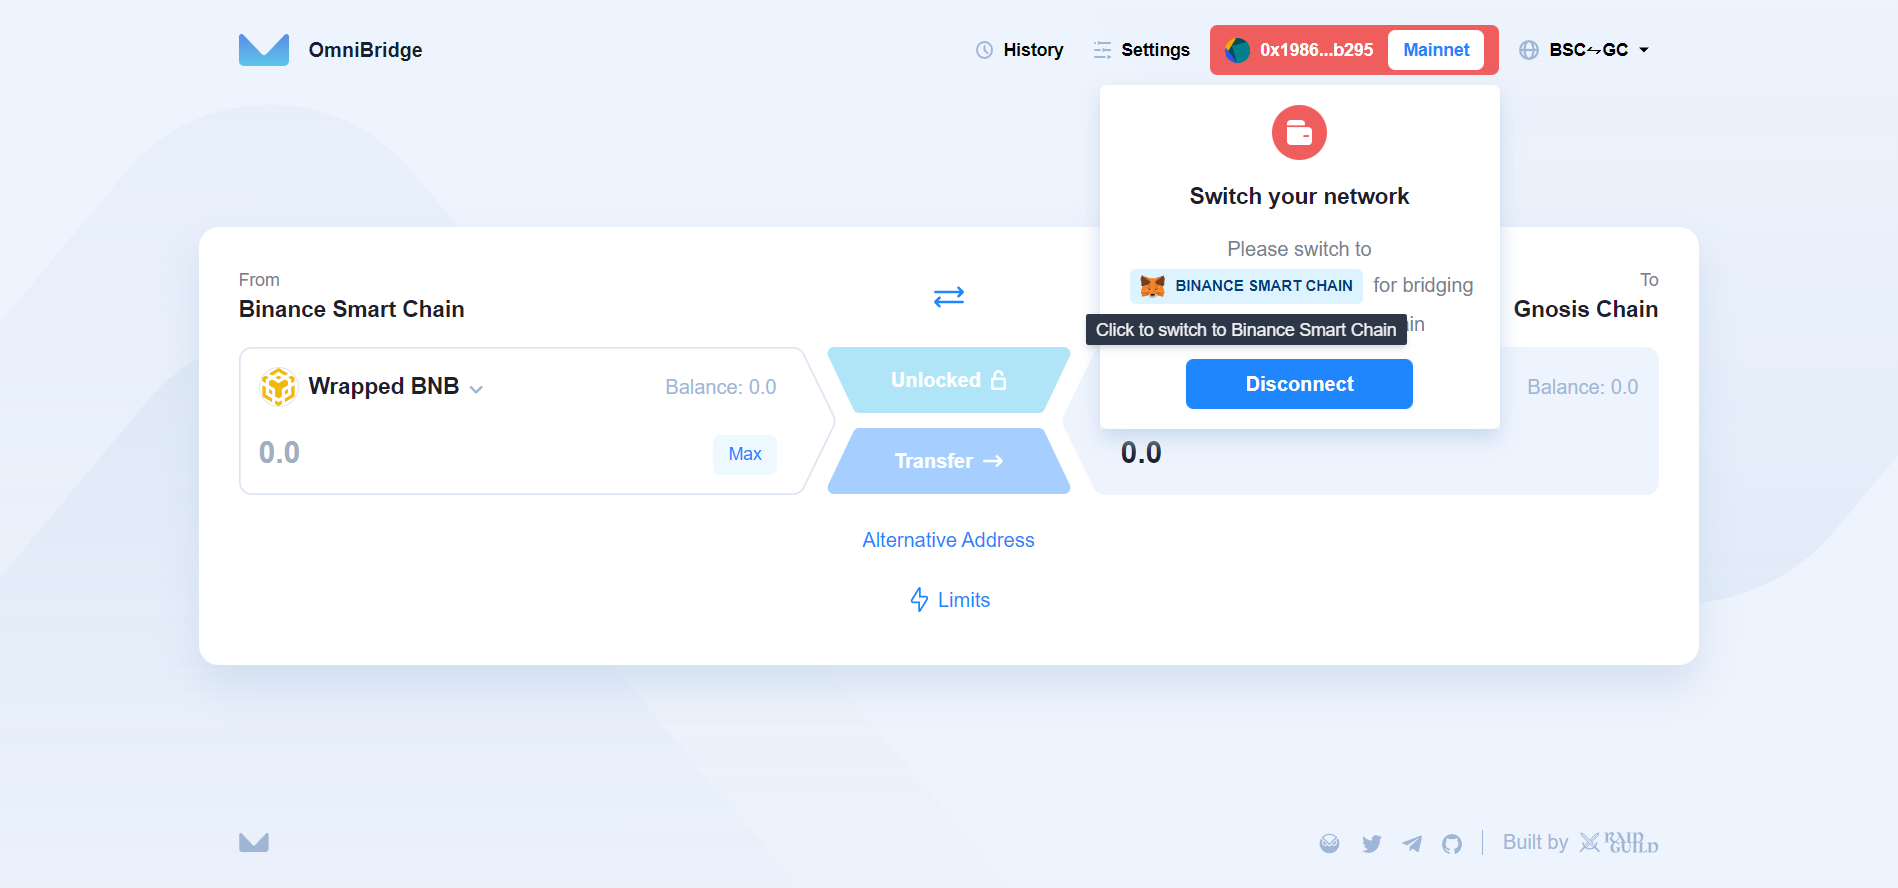 OmniBridge
History
Settings
0x1986...b295
Mainnet
BSC⇋GC
Switch your network
Please switch to
BINANCE SMART CHAIN for bridging
Click to switch to Binance Smart Chain
Disconnect
From
Binance Smart Chain
To
Gnosis Chain
Wrapped BNB
Balance: 0.0
0.0
Max
Unlocked
Transfer
Balance: 0.0
0.0
Alternative Address
Limits
Built by RAID GUILD